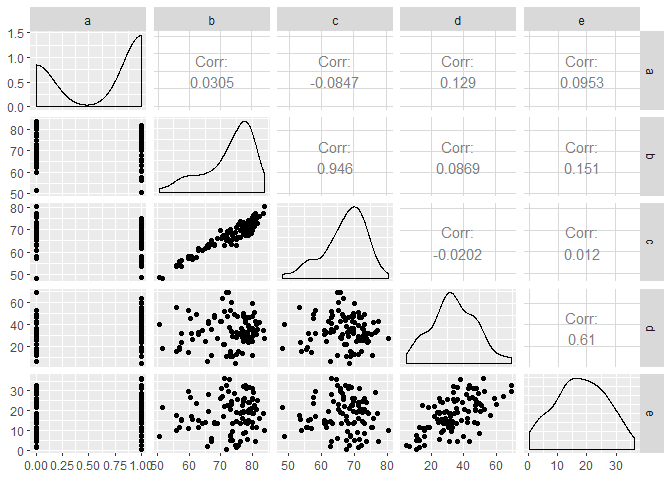 a b c d e
1.5
1.0
0.5
0.0
Corr:
0.0305
Corr:
-0.0847
Corr:
0.129
Corr:
0.0953
a
80
70
60
50
Corr:
0.946
Corr:
0.0869
Corr:
0.151
b
80
70
60
50
Corr:
-0.0202
Corr:
0.012
c
60
40
20
Corr:
0.61
d
30
20
10
0
e
0.00 0.25 0.50 0.75 1.00
50 60 70 80
50 60 70 80
20 40 60
0 10 20 30